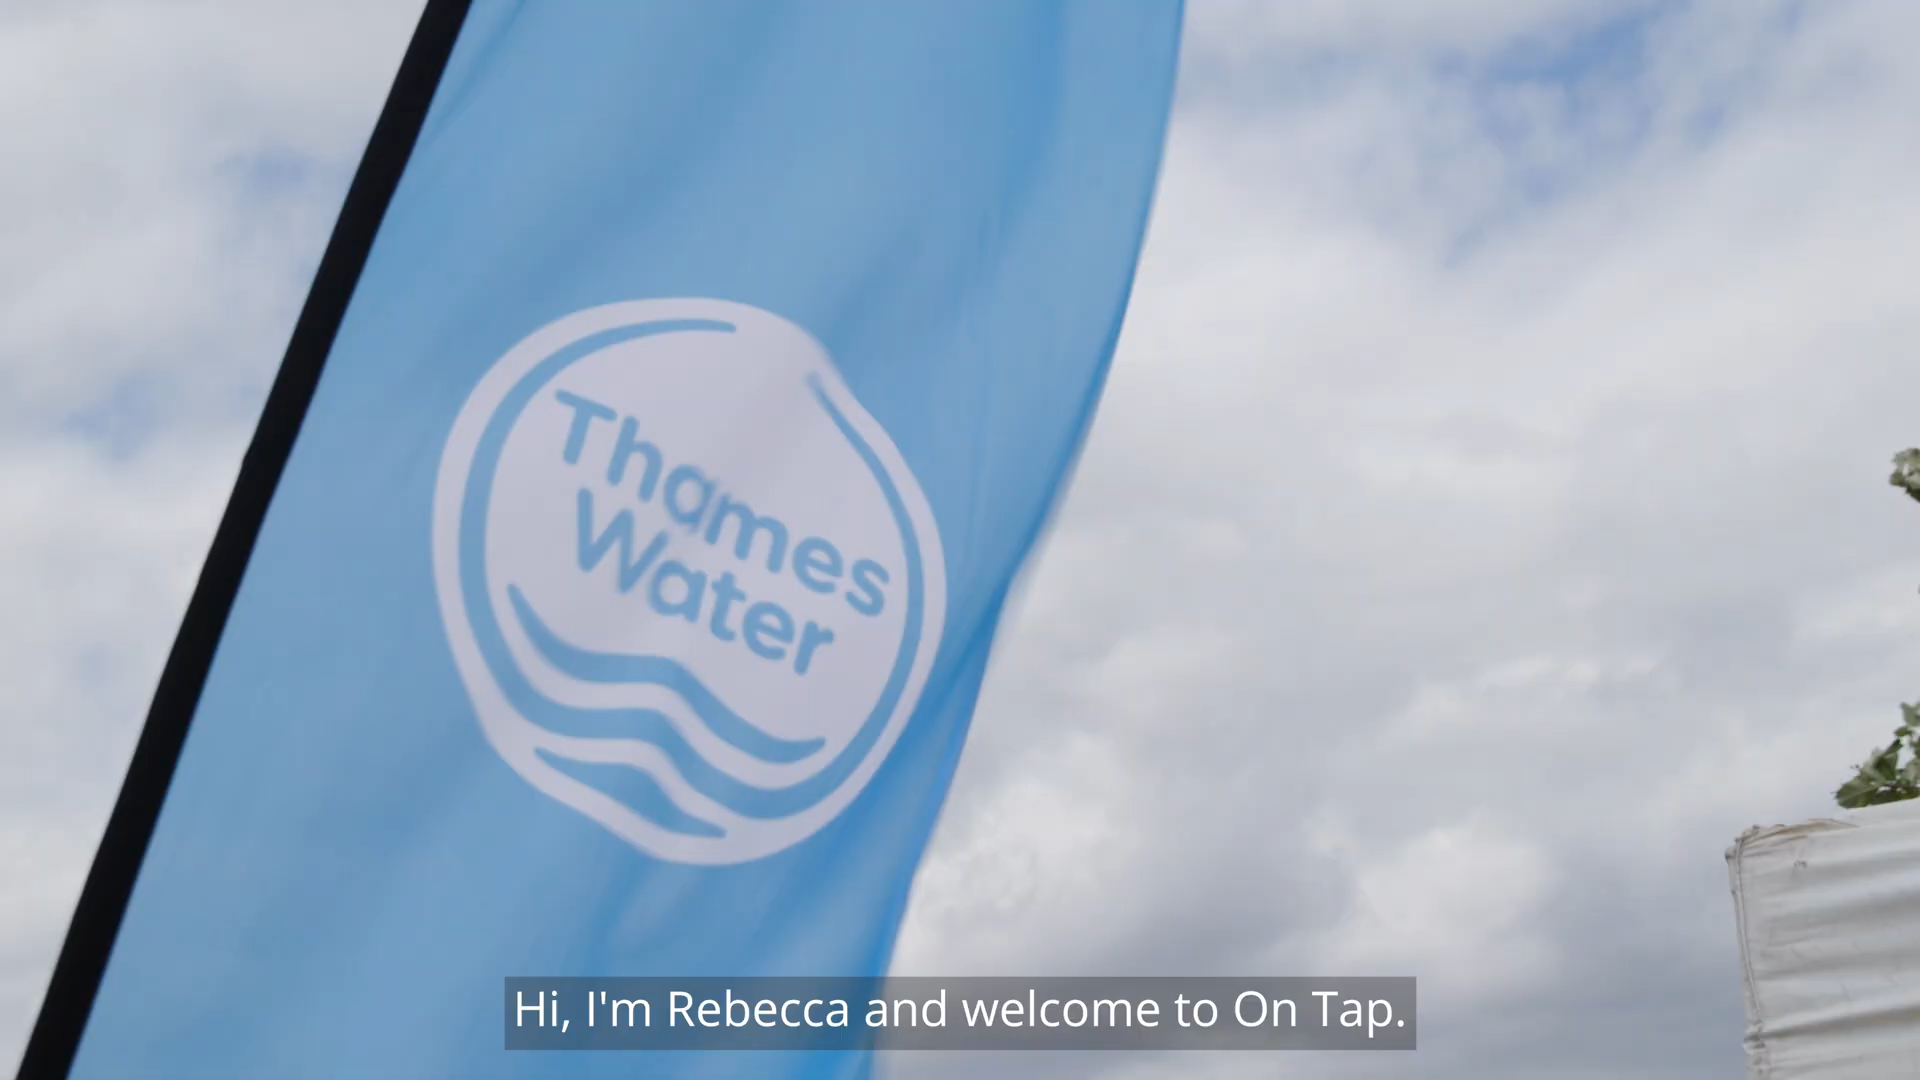 Thames
Water
Hi, I'm Rebecca and welcome to On Tap.